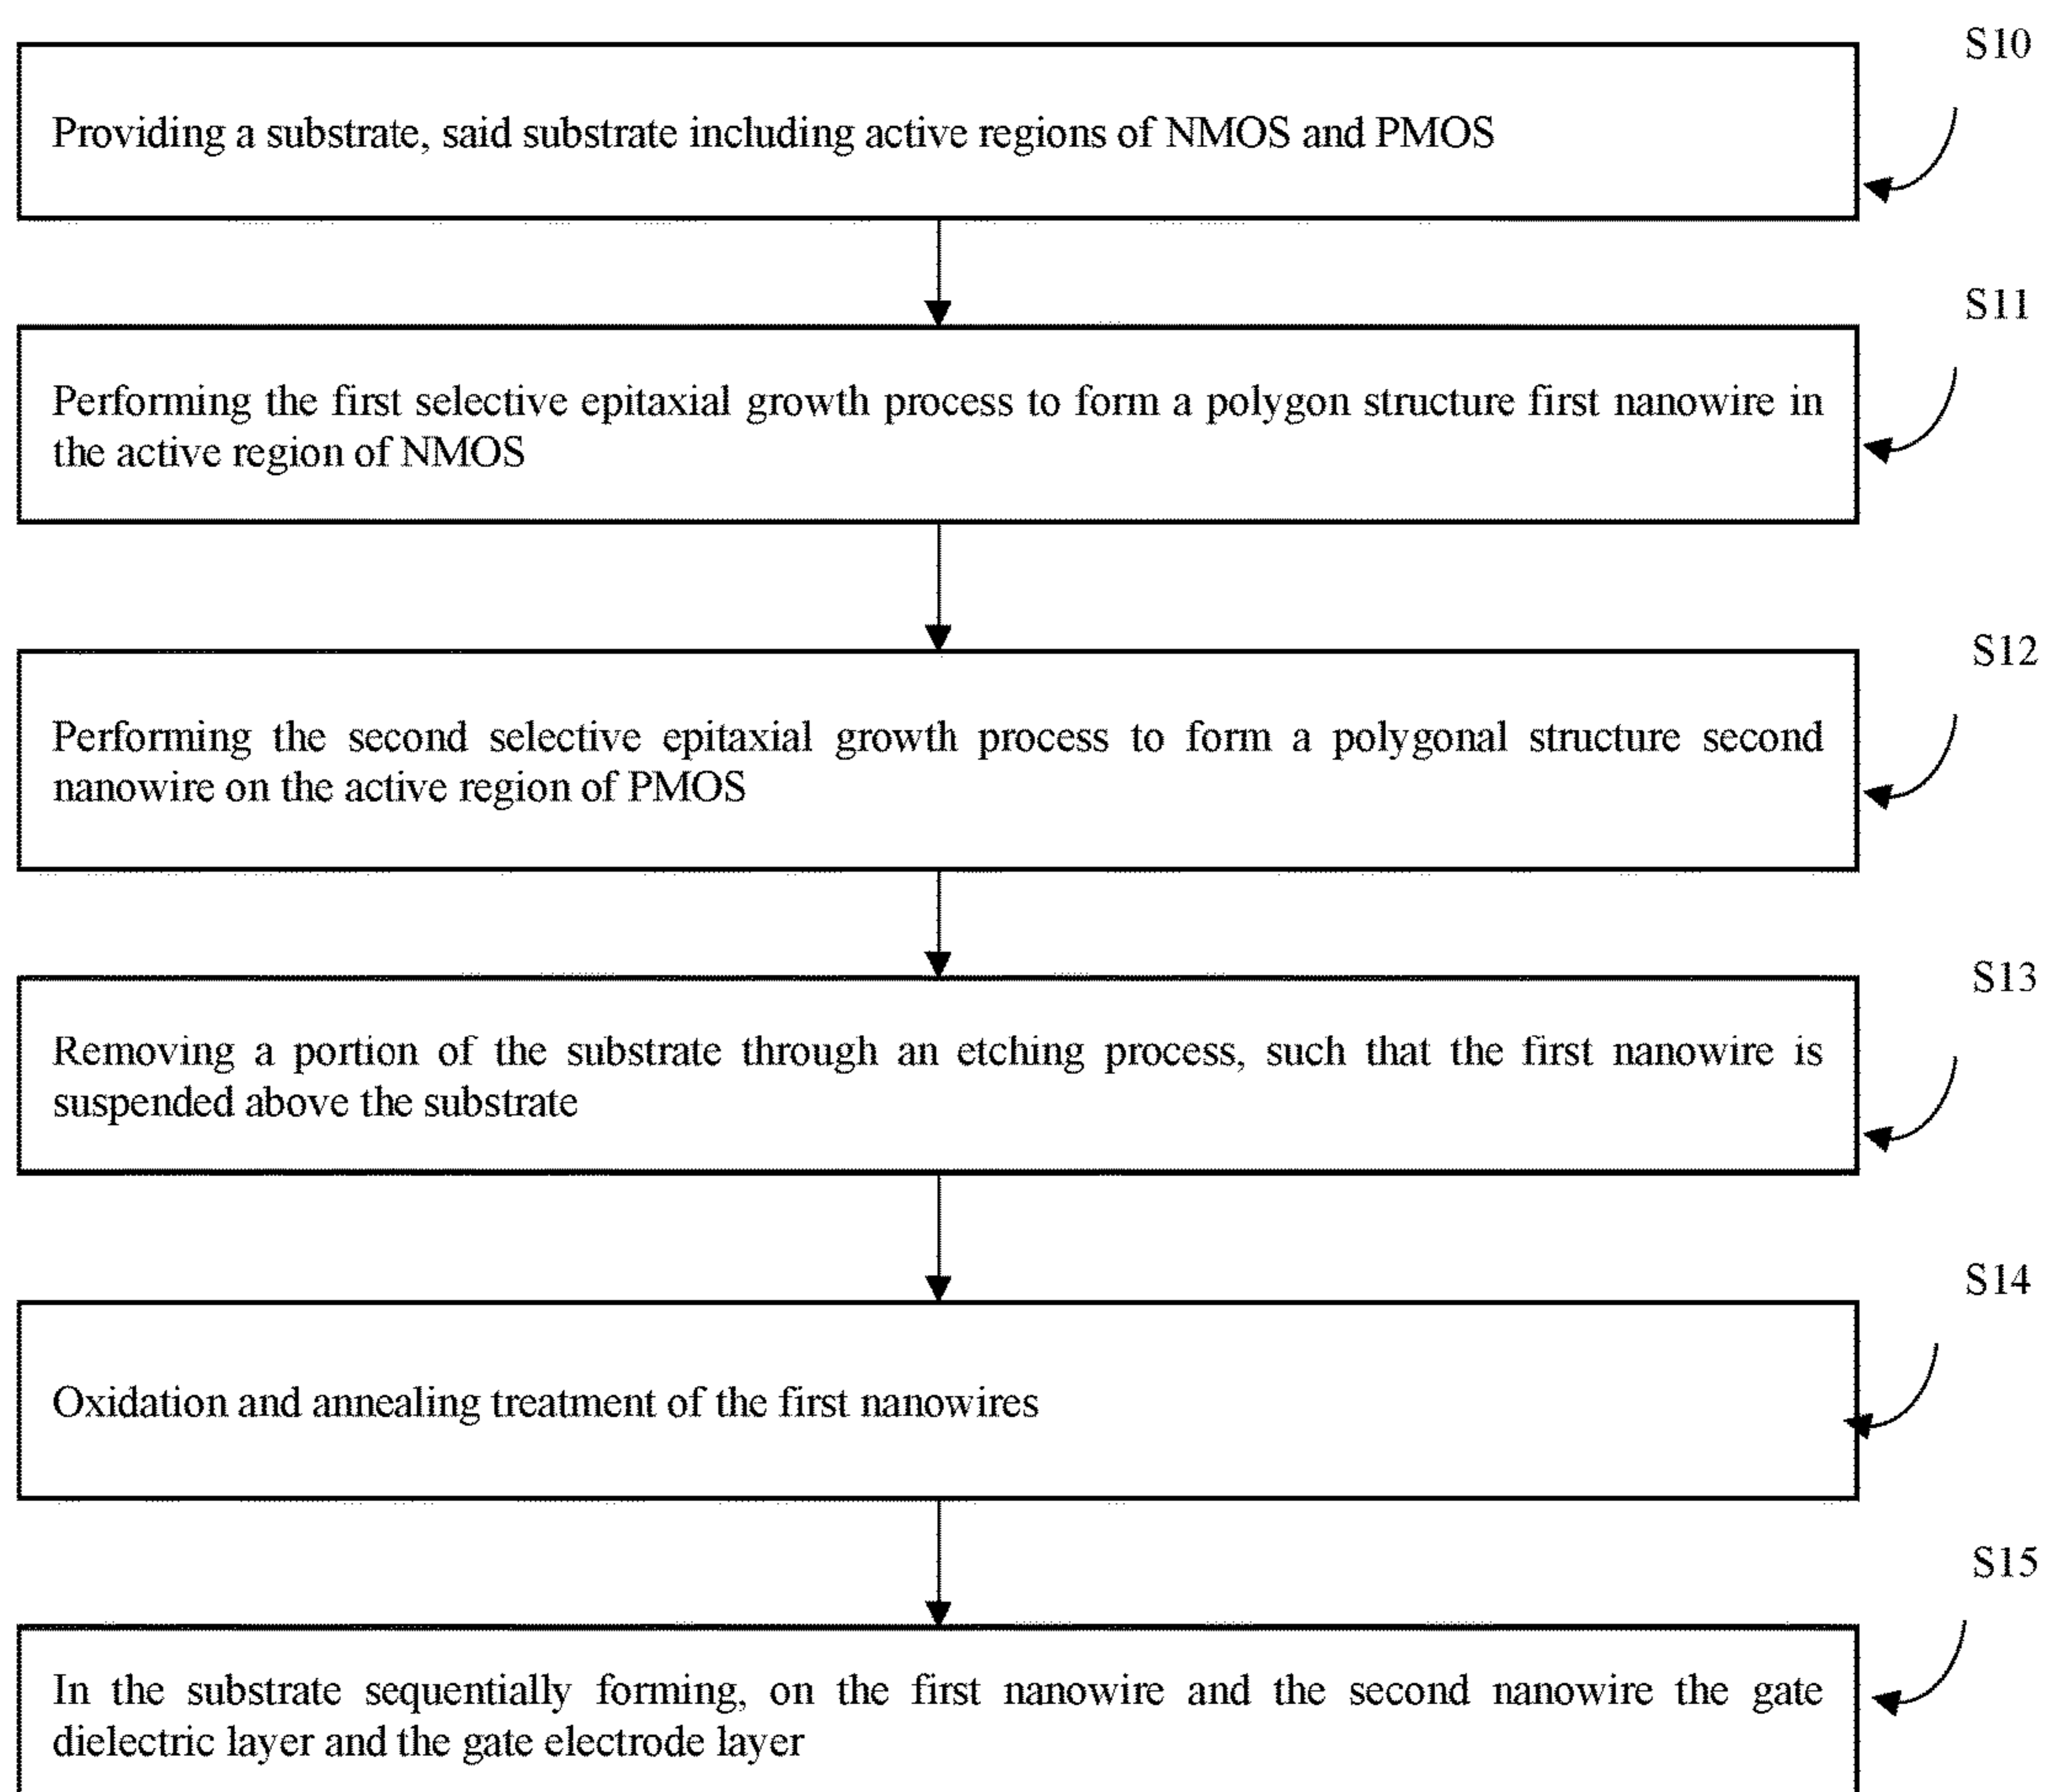 S10
Providing a substrate, said substrate including active regions of NMOS and PMOS
S11
Performing the first selective epitaxial growth process to form a polygon structure first nanowire in
the active region of NMOS
S12
Performing the second selective epitaxial growth process to form a polygonal structure second
nanowire on the active region of PMOS
S13
Removing a portion of the substrate through an etching process, such that the first nanowire is
suspended above the substrate
S14
Oxidation and annealing treatment of the first nanowires
S15
In the substrate sequentially forming, on the first nanowire and the second nanowire the gate
dielectric layer and the gate electrode layer